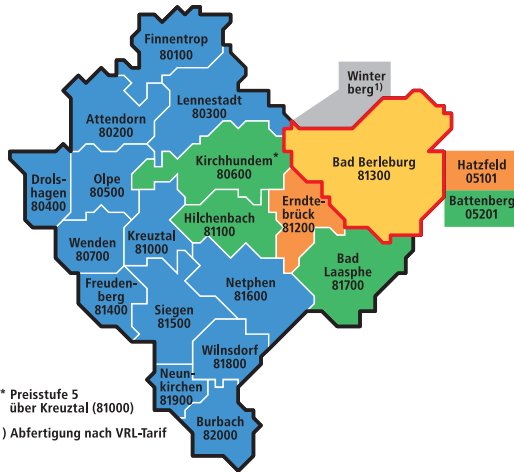 Finnentrop
80100
Winter
berg1)
Attendorn
80200
Lennestadt
80300
Kirchhundem*
80600
Bad Berleburg
81300
Hatzfeld
05101
Battenberg
05201
Drols-
hagen
80400
Olpe
80500
Erndte-
brück
81200
Hilchenbach
81100
Kreuztal
81000
Wenden
80700
Bad
Laasphe
81700
Netphen
81600
Freuden-
berg
81400
Siegen
81500
Wilnsdorf
81800
Neun-
kirchen
81900
Burbach
82000
* Preisstufe 5
über Kreuztal (81000)
) Abfertigung nach VRL-Tarif